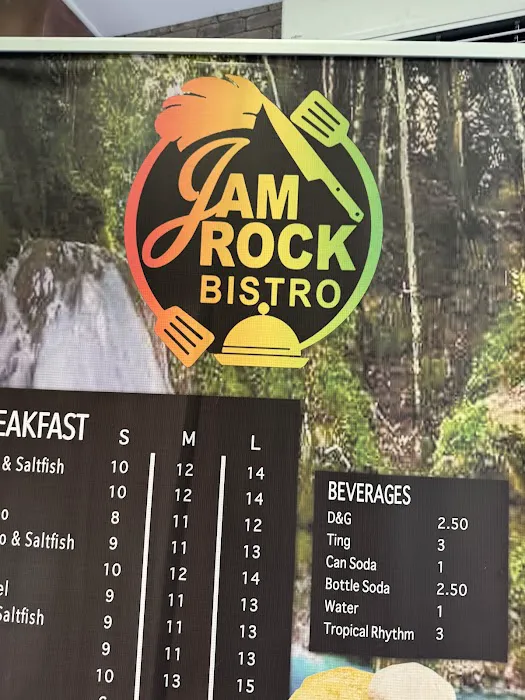 JAM
ROCK
BISTRO
EAKFAST S M L
& Saltfish 10 12 14
10 12 14
o 8 11 12
o & Saltfish 9 11 13
10 12 14
el 9 11 13
Saltfish 9 11 13
9 11 13
10 13 15
BEVERAGES
D&G 2.50
Ting 3
Can Soda 1
Bottle Soda 2.50
Water 1
Tropical Rhythm 3